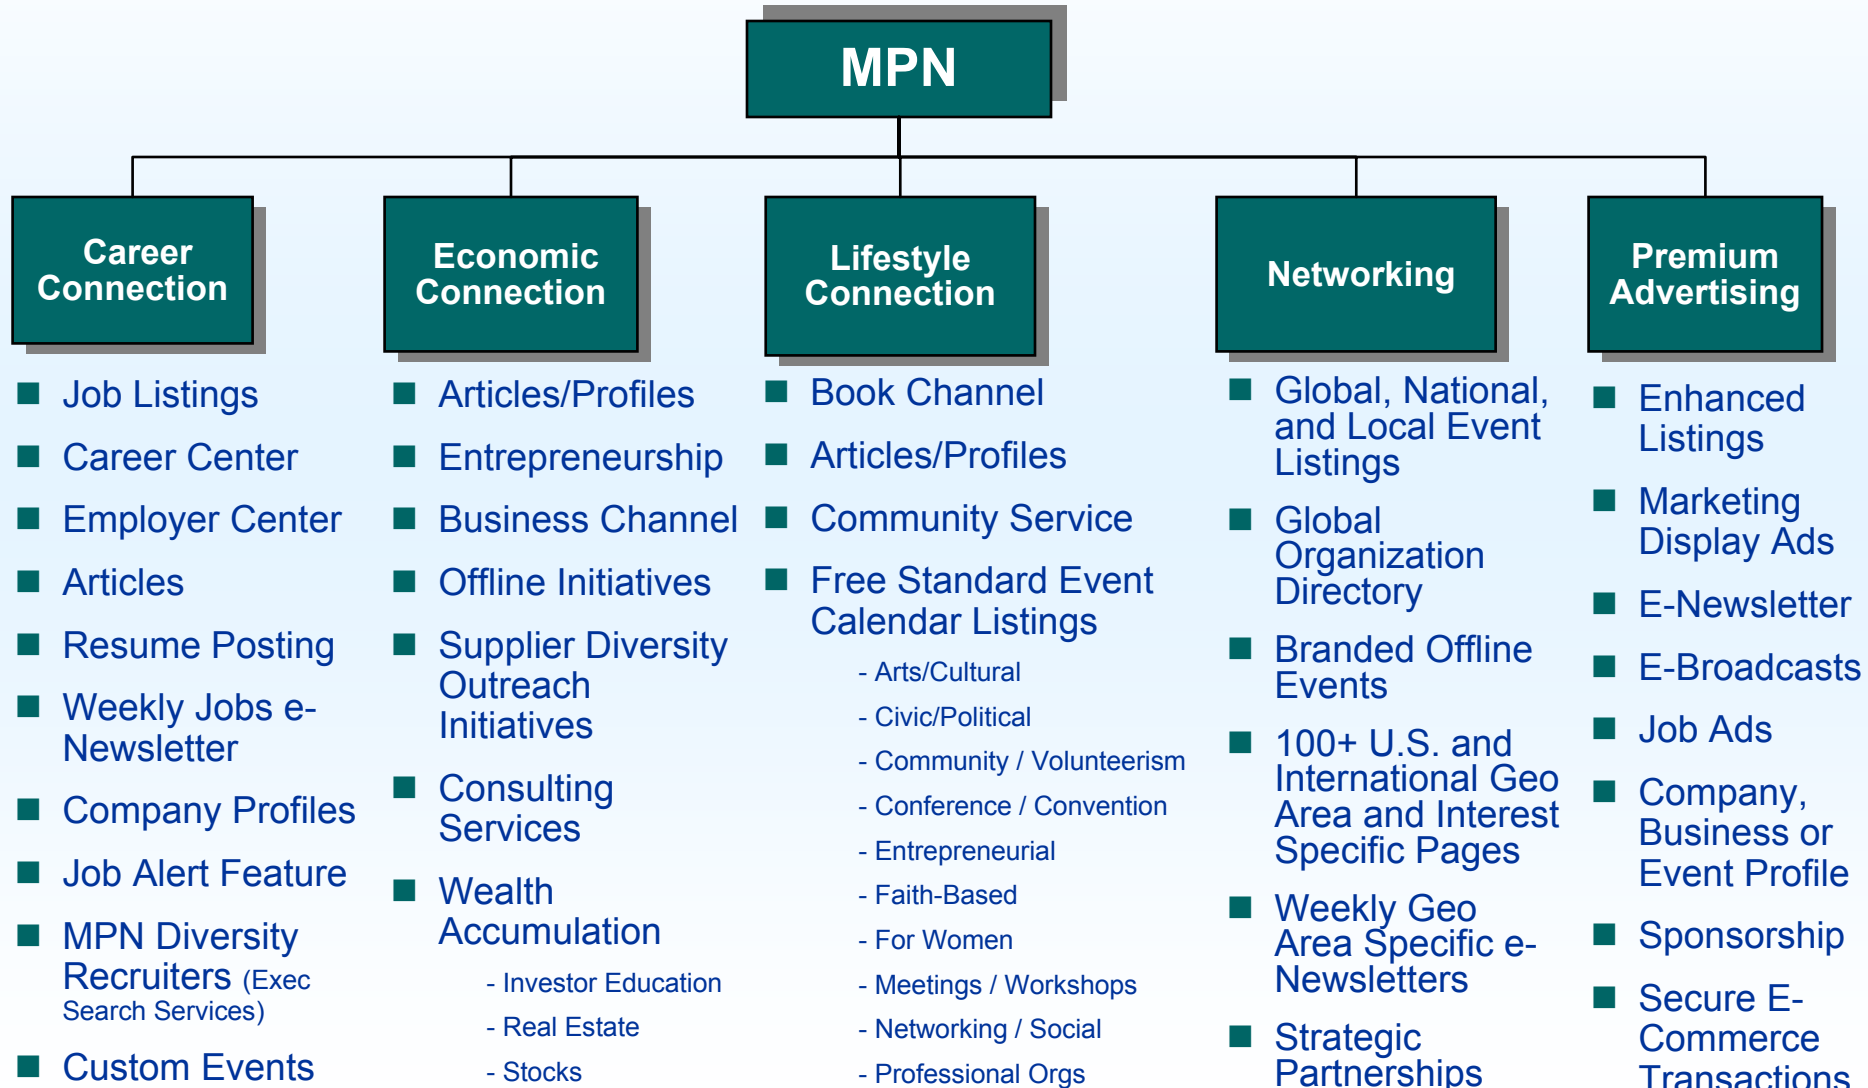 MPN
Career
Connection
Job Listings
Career Center
Employer Center
Articles
Resume Posting
Weekly Jobs e-
Newsletter
Company Profiles
Job Alert Feature
MPN Diversity
Recruiters (Exec
Search Services)
Custom Events
Economic
Connection
Articles/Profiles
Entrepreneurship
Business Channel
Offline Initiatives
Supplier Diversity
Outreach
Initiatives
Consulting
Services
Wealth
Accumulation
- Investor Education
- Real Estate
- Stocks
Lifestyle
Connection
Book Channel
Articles/Profiles
Community Service
Free Standard Event
Calendar Listings
- Arts/Cultural
- Civic/Political
- Community / Volunteerism
- Conference / Convention
- Entrepreneurial
- Faith-Based
- For Women
- Meetings / Workshops
- Networking / Social
- Professional Orgs
Networking
Global, National,
and Local Event
Listings
Global
Organization
Directory
Branded Offline
Events
100+ U.S. and
International Geo
Area and Interest
Specific Pages
Weekly Geo
Area Specific e-
Newsletters
Strategic
Partnerships
Premium
Advertising
Enhanced
Listings
Marketing
Display Ads
E-Newsletter
E-Broadcasts
Job Ads
Company,
Business or
Event Profile
Sponsorship
Secure E-
Commerce
Transactions